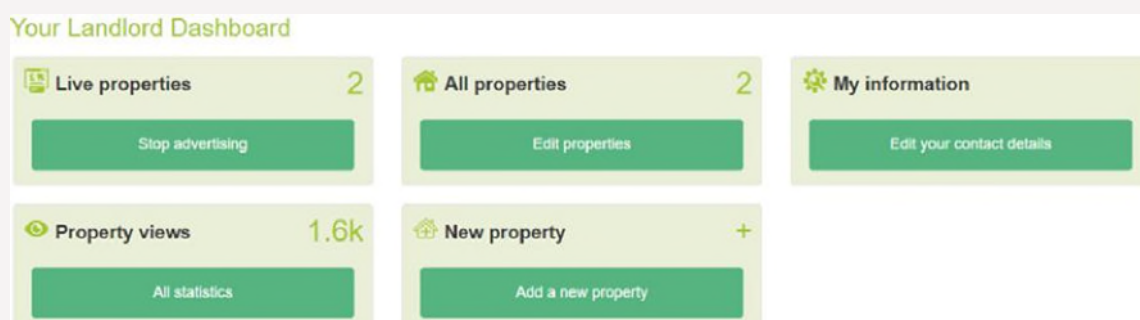 Your Landlord Dashboard
Live properties 2
Stop advertising
All properties 2
Edit properties
My information
Edit your contact details
Property views 1.6k
All statistics
New property +
Add a new property